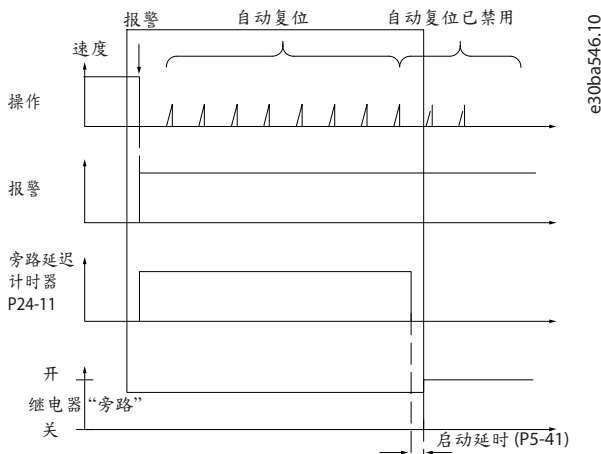 报警
自动复位
自动复位已禁用
速度
操作
报警
旁路延迟
计时器
P24-11
开
继电器“旁路”
关
启动延时 (P5-41)
e30ba546.10